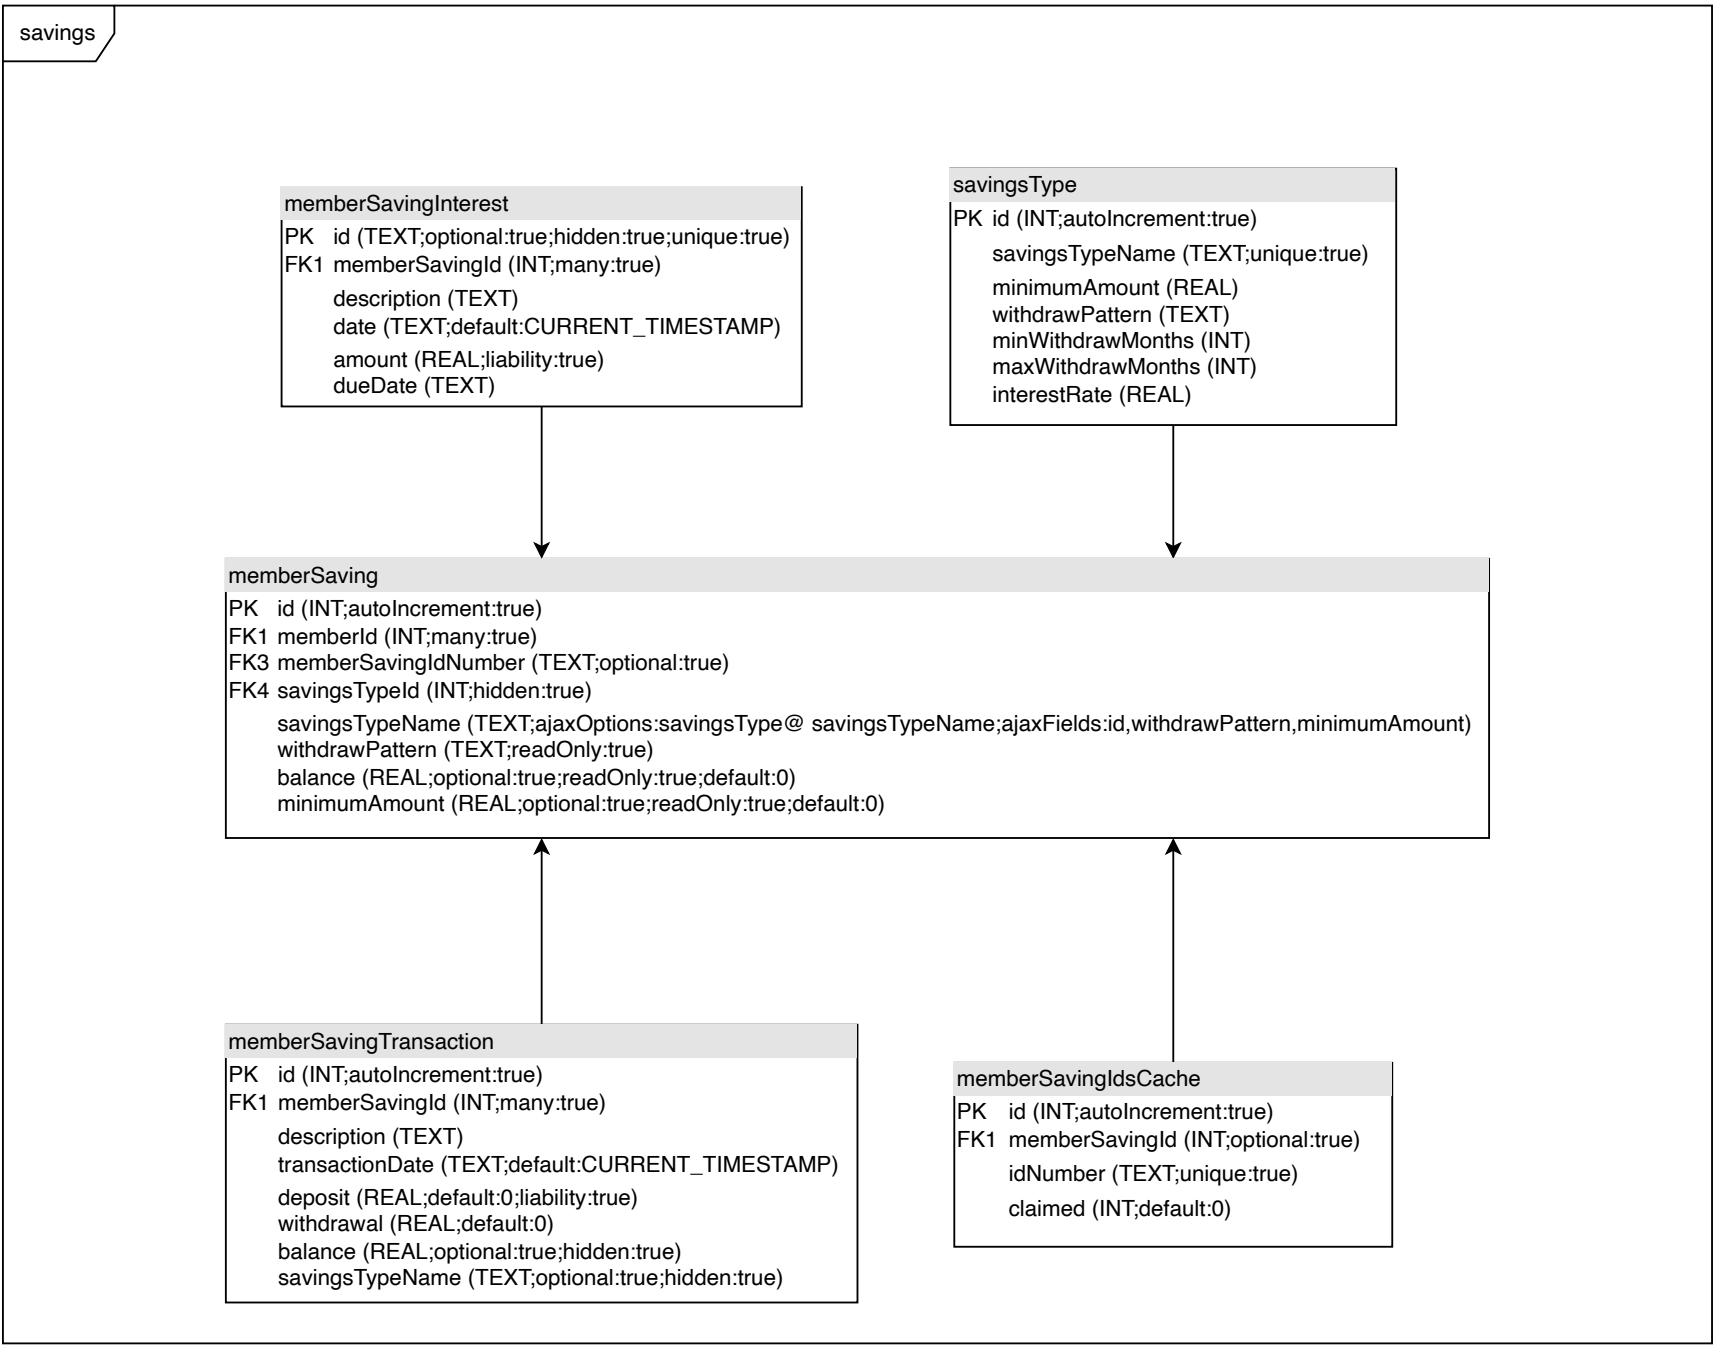 savings
memberSavingInterest
PK id (TEXT;optional:true;hidden:true;unique:true)
FK1 memberSavingId (INT;many:true)
description (TEXT)
date (TEXT;default:CURRENT_TIMESTAMP)
amount (REAL;liability:true)
dueDate (TEXT)
savingsType
PK id (INT;autoIncrement:true)
savingsTypeName (TEXT;unique:true)
minimumAmount (REAL)
withdrawPattern (TEXT)
minWithdrawMonths (INT)
maxWithdrawMonths (INT)
interestRate (REAL)
memberSaving
PK id (INT;autoIncrement:true)
FK1 memberId (INT;many:true)
FK3 memberSavingIdNumber (TEXT;optional:true)
FK4 savingsTypeId (INT;hidden:true)
savingsTypeName (TEXT;ajaxOptions:savingsType@ savingsTypeName;ajaxFields:id,withdrawPattern,minimumAmount)
withdrawPattern (TEXT;readOnly:true)
balance (REAL;optional:true;readOnly:true;default:0)
minimumAmount (REAL;optional:true;readOnly:true;default:0)
memberSavingTransaction
PK id (INT;autoIncrement:true)
FK1 memberSavingId (INT;many:true)
description (TEXT)
transactionDate (TEXT;default:CURRENT_TIMESTAMP)
deposit (REAL;default:0;liability:true)
withdrawal (REAL;default:0)
balance (REAL;optional:true;hidden:true)
savingsTypeName (TEXT;optional:true;hidden:true)
memberSavingIdsCache
PK id (INT;autoIncrement:true)
FK1 memberSavingId (INT;optional:true)
idNumber (TEXT;unique:true)
claimed (INT;default:0)